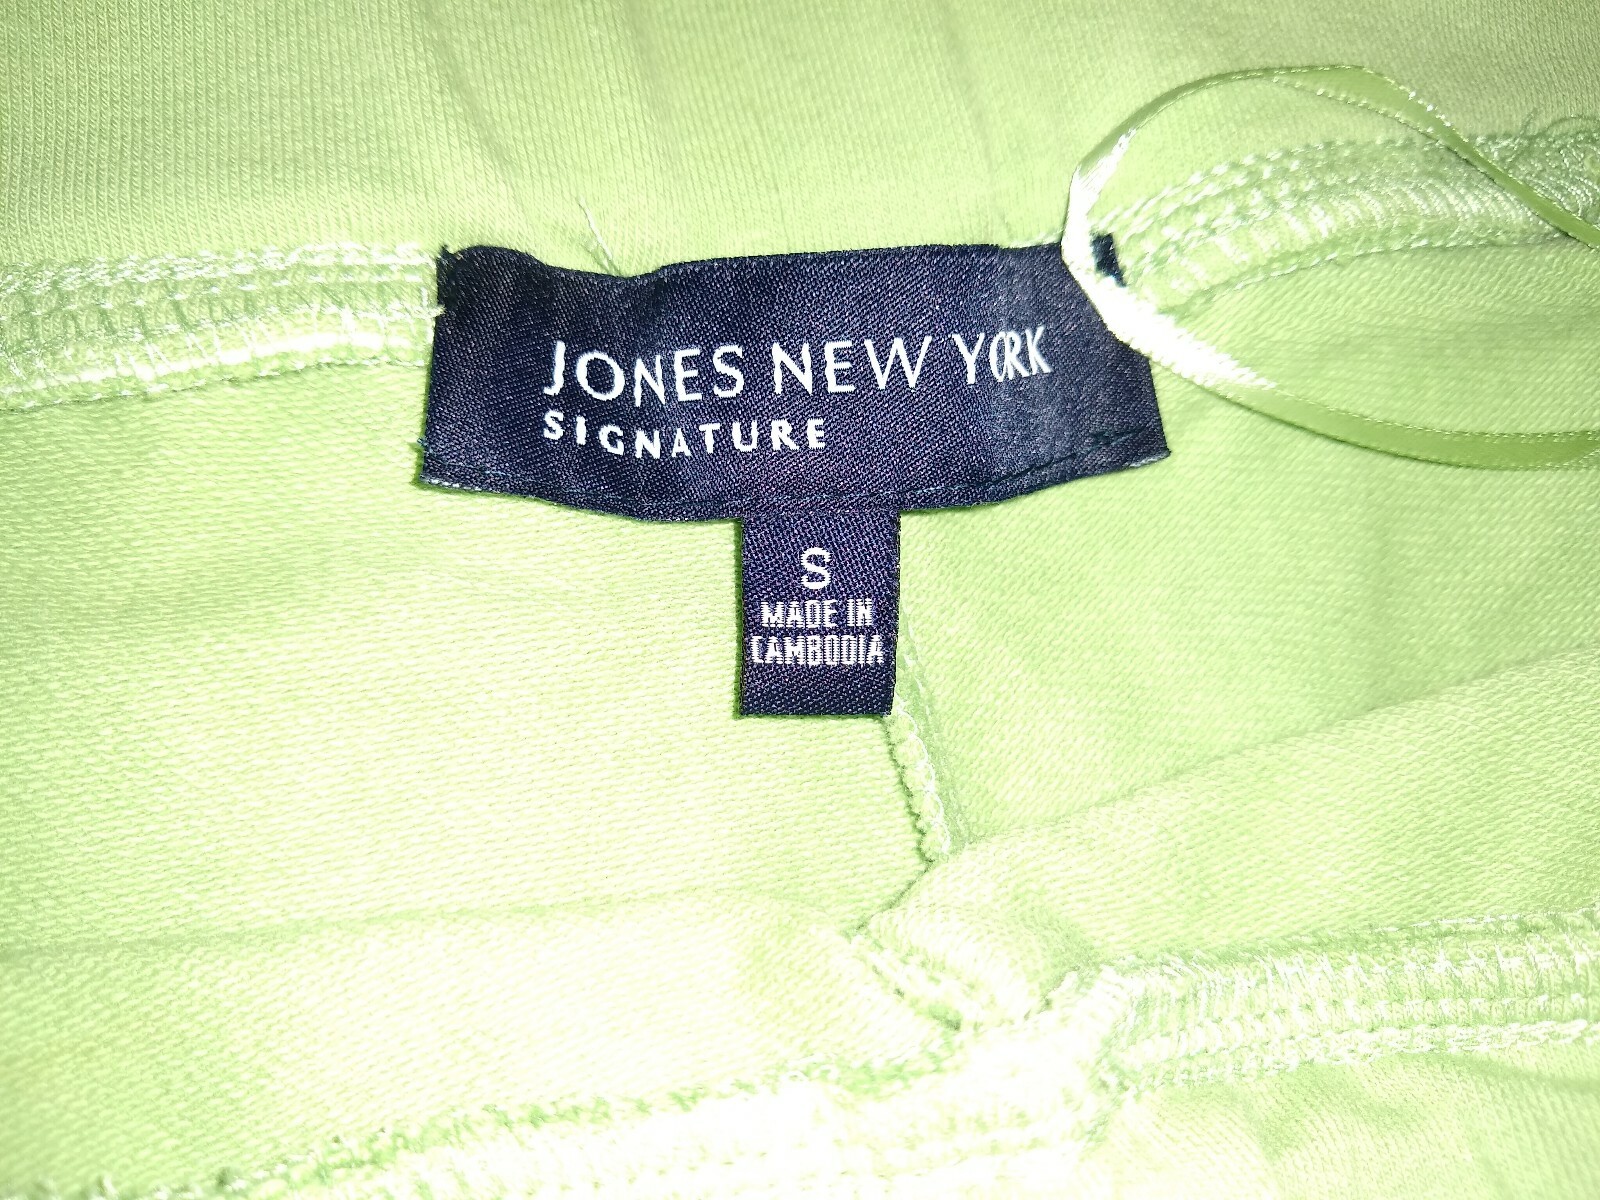 JONES NEW YORK
SIGNATURE
S
MADE IN
CAMBODIA